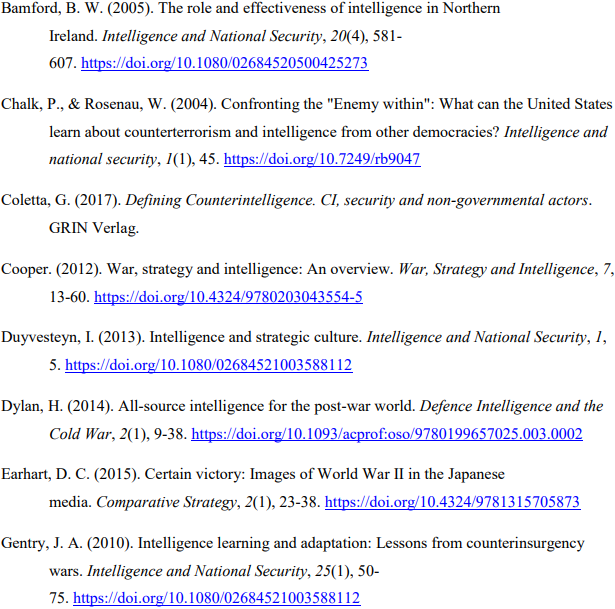 Bamford, B. W. (2005). The role and effectiveness of intelligence in Northern
Ireland. Intelligence and National Security, 20(4), 581-
607. https://doi.org/10.1080/02684520500425273
Chalk, P., & Rosenau, W. (2004). Confronting the "Enemy within": What can the United States
learn about counterterrorism and intelligence from other democracies? Intelligence and
national security, 1(1), 45. https://doi.org/10.7249/rb9047
Coletta, G. (2017). Defining Counterintelligence. CI, security and non-governmental actors.
GRIN Verlag.
Cooper. (2012). War, strategy and intelligence: An overview. War, Strategy and Intelligence, 7,
13-60. https://doi.org/10.4324/9780203043554-5
Duyvesteyn, I. (2013). Intelligence and strategic culture. Intelligence and National Security, 1,
5. https://doi.org/10.1080/02684521003588112
Dylan, H. (2014). All-source intelligence for the post-war world. Defence Intelligence and the
Cold War, 2(1), 9-38. https://doi.org/10.1093/acprof:oso/9780199657025.003.0002
Earhart, D. C. (2015). Certain victory: Images of World War II in the Japanese
media. Comparative Strategy, 2(1), 23-38. https://doi.org/10.4324/9781315705873
Gentry, J. A. (2010). Intelligence learning and adaptation: Lessons from counterinsurgency
wars. Intelligence and National Security, 25(1), 50-
75. https://doi.org/10.1080/02684521003588112